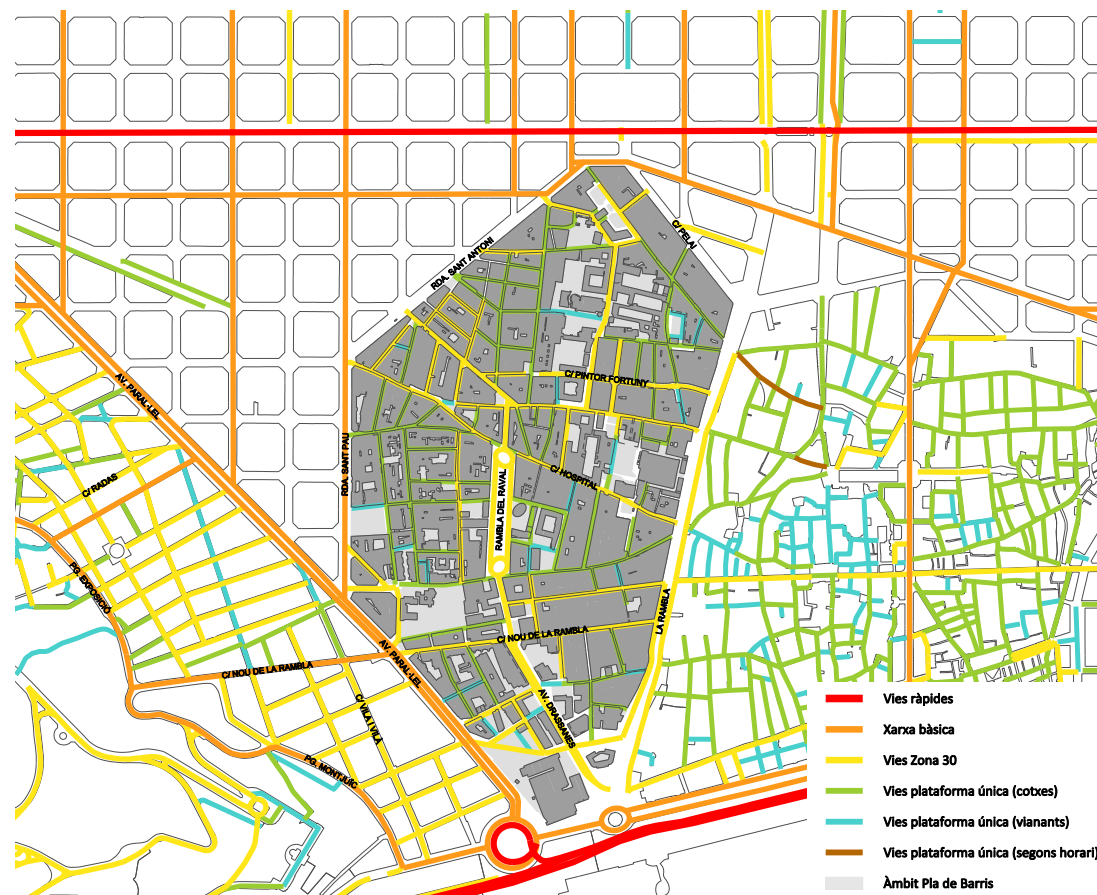 C/ PELAI
RDA. SANT ANTONI
C/ PINTOR FORTUNY
AV. PARAL·LEL
RDA. SANT PAU
C/ HOSPITAL
C/ RADAS
RAMBLA DEL RAVAL
PG. EXPOSICIÓ
LA RAMBLA
C/ NOU DE LA RAMBLA
AV. PARAL·LEL
C/ NOU DE LA RAMBLA
C/ VILÀ I VILÀ
AV. DRASSANES
PG. MONTJUÏC
Vies ràpides
Xarxa bàsica
Vies Zona 30
Vies plataforma única (cotxes)
Vies plataforma única (vianants)
Vies plataforma única (segons horari)
Àmbit Pla de Barris